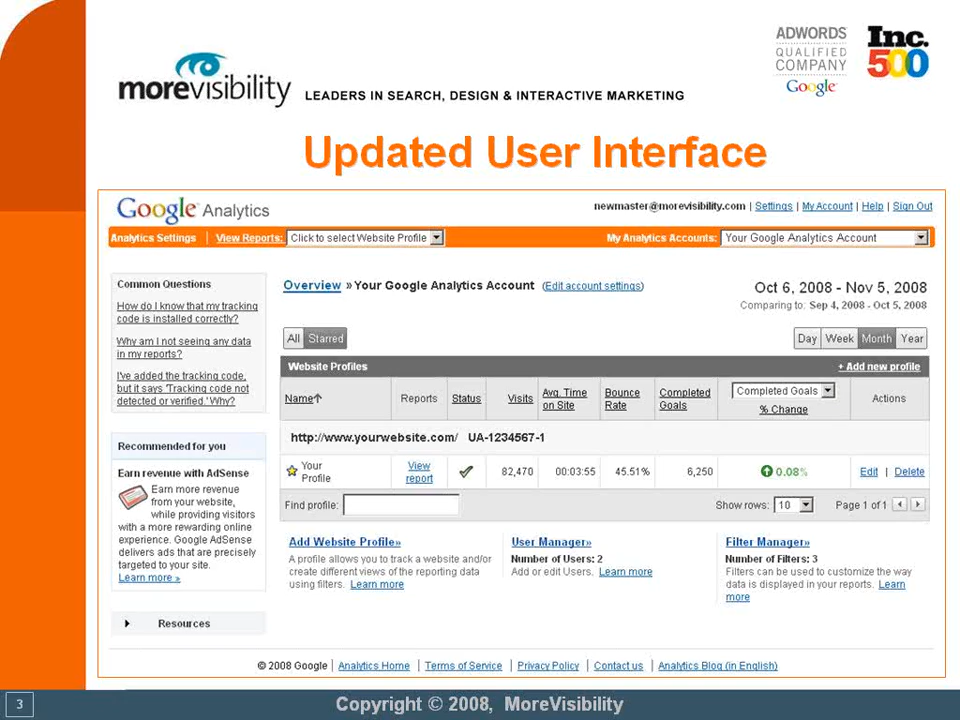 ADWORDS
QUALIFIED
COMPANY
Google
Inc.
500
morevisibility LEADERS IN SEARCH, DESIGN & INTERACTIVE MARKETING
Updated User Interface
Google Analytics
newmaster@morevisibility.com | Settings | My Account | Help | Sign Out
Analytics Settings | View Reports: Click to select Website Profile
My Analytics Accounts: Your Google Analytics Account
Common Questions
How do I know that my tracking
code is installed correctly?
Why am I not seeing any data
in my reports?
I've added the tracking code,
but it says 'Tracking code not
detected or verified.' Why?
Recommended for you
Earn revenue with AdSense
Earn more revenue
from your website,
while providing visitors
with a more rewarding online
experience. Google AdSense
delivers ads that are precisely
targeted to your site.
Learn more »
Resources
Overview » Your Google Analytics Account (Edit account settings)
Oct 6, 2008 - Nov 5, 2008
Comparing to: Sep 4, 2008 - Oct 5, 2008
All Starred
Day Week Month Year
Website Profiles
+ Add new profile
Name↑ Reports Status Visits Avg. Time on Site Bounce Rate Completed Goals Completed Goals % Change Actions
http://www.yourwebsite.com/ UA-1234567-1
Your Profile View report 82,470 00:03:55 45.51% 6,250 0.08% Edit | Delete
Find profile:
Show rows: 10 Page 1 of 1
Add Website Profile»
A profile allows you to track a website and/or
create different views of the reporting data
using filters. Learn more
User Manager»
Number of Users: 2
Add or edit Users. Learn more
Filter Manager»
Number of Filters: 3
Filters can be used to customize the way
data is displayed in your reports. Learn
more
© 2008 Google | Analytics Home | Terms of Service | Privacy Policy | Contact us | Analytics Blog (in English)
3
Copyright © 2008, MoreVisibility